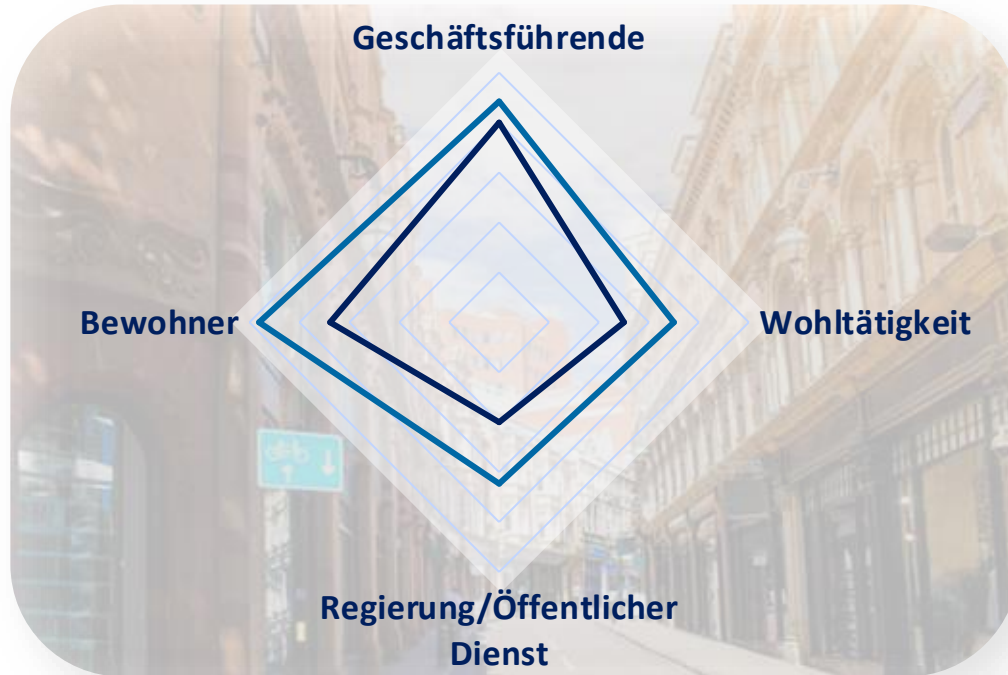 Geschäftsführende
Bewohner
Wohltätigkeit
Regierung/Öffentlicher
Dienst